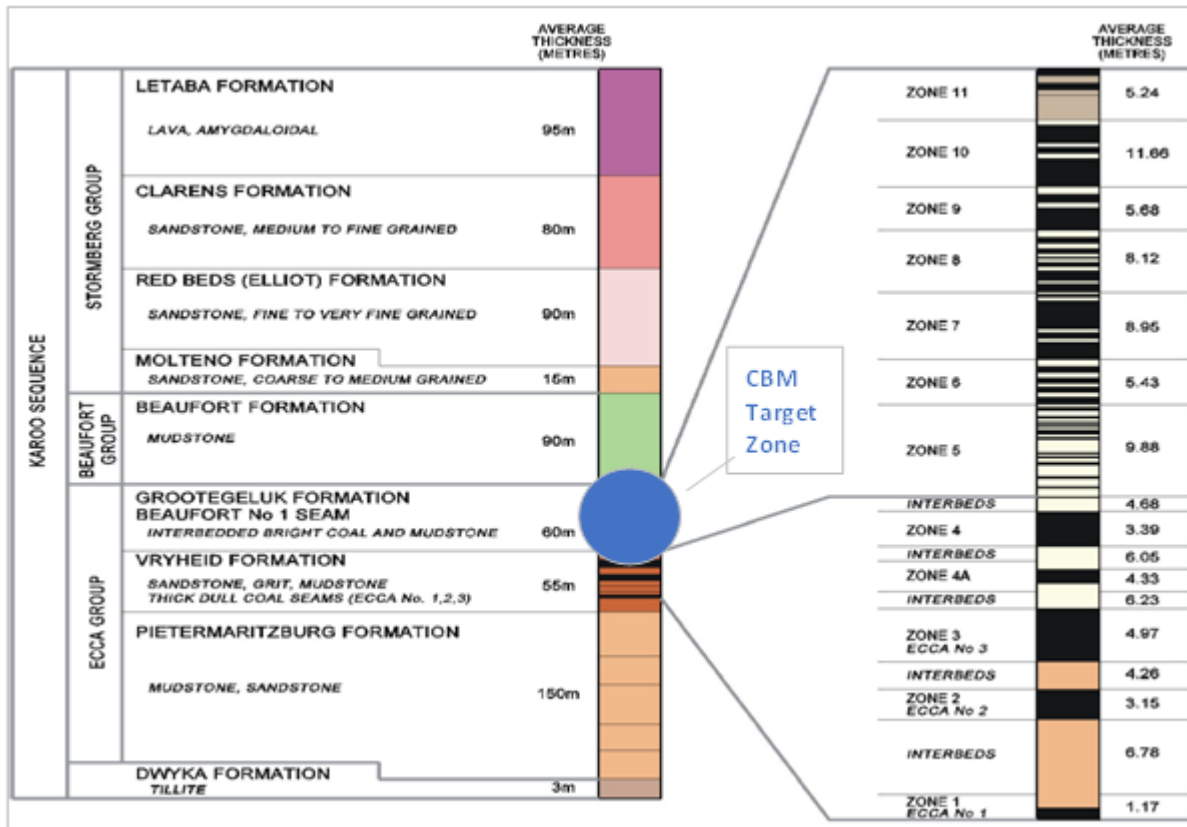 AVERAGE
THICKNESS
(METRES)
KAROO SEQUENCE
STORMBERG GROUP
LETABA FORMATION
LAVA, AMYGDALOIDAL
95m
CLARENS FORMATION
SANDSTONE, MEDIUM TO FINE GRAINED
80m
RED BEDS (ELLIOT) FORMATION
SANDSTONE, FINE TO VERY FINE GRAINED
90m
MOLTENO FORMATION
SANDSTONE, COARSE TO MEDIUM GRAINED
15m
BEAUFORT
GROUP
BEAUFORT FORMATION
MUDSTONE
90m
ECCA GROUP
GROOTEGELUK FORMATION
BEAUFORT No 1 SEAM
INTERBEDDED BRIGHT COAL AND MUDSTONE
60m
VRYHEID FORMATION
SANDSTONE, GRIT, MUDSTONE
THICK DULL COAL SEAMS (ECCA No. 1,2,3)
55m
PIETERMARITZBURG FORMATION
MUDSTONE, SANDSTONE
150m
DWYKA FORMATION
TILLITE
3m
CBM
Target
Zone
AVERAGE
THICKNESS
(METRES)
ZONE 11 5.24
ZONE 10 11.66
ZONE 9 5.68
ZONE 8 8.12
ZONE 7 8.95
ZONE 6 5.43
ZONE 5 9.88
INTERBEDS 4.68
ZONE 4 3.39
INTERBEDS 6.05
ZONE 4A 4.33
INTERBEDS 6.23
ZONE 3 4.97
ECCA No 3
INTERBEDS 4.26
ZONE 2 3.15
ECCA No 2
INTERBEDS 6.78
ZONE 1 1.17
ECCA No 1